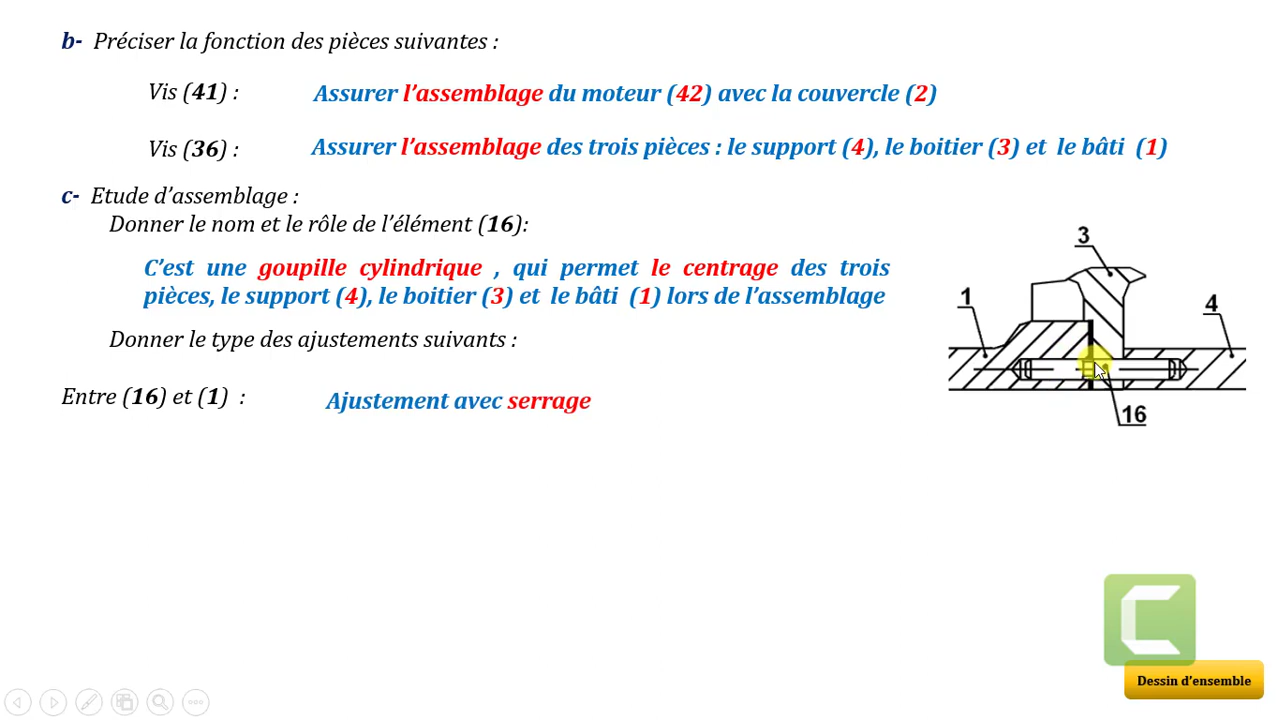 b- Préciser la fonction des pièces suivantes :
Vis (41) : Assurer l'assemblage du moteur (42) avec la couvercle (2)
Vis (36) : Assurer l'assemblage des trois pièces : le support (4), le boitier (3) et le bâti (1)
c- Etude d'assemblage :
Donner le nom et le rôle de l'élément (16):
C'est une goupille cylindrique , qui permet le centrage des trois
pièces, le support (4), le boitier (3) et le bâti (1) lors de l'assemblage
Donner le type des ajustements suivants :
Entre (16) et (1) : Ajustement avec serrage
3
1
4
16
Dessin d'ensemble